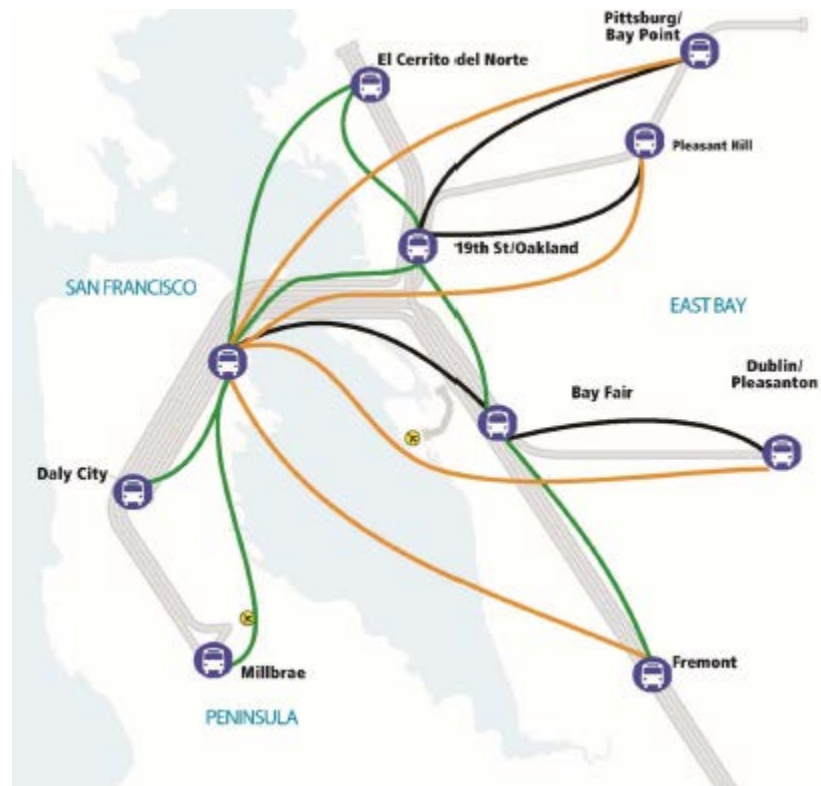 Pittsburg/
Bay Point
El Cerrito del Norte
Pleasant Hill
19th St/Oakland
SAN FRANCISCO
EAST BAY
Dublin/
Pleasanton
Bay Fair
Daly City
Fremont
Millbrae
PENINSULA